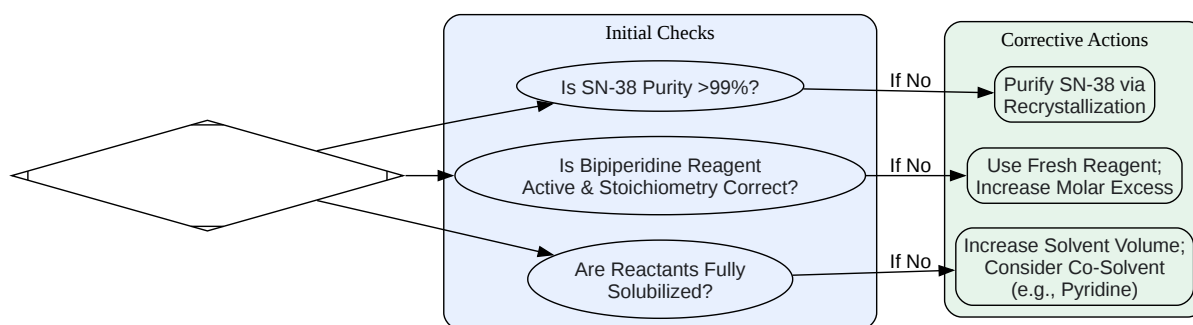 Initial Checks
Corrective Actions
Is SN-38 Purity >99%?
If No
Purify SN-38 via
Recrystallization
Is Bipiperidine Reagent
Active & Stoichiometry Correct?
If No
Use Fresh Reagent;
Increase Molar Excess
Are Reactants Fully
Solubilized?
If No
Increase Solvent Volume;
Consider Co-Solvent
(e.g., Pyridine)